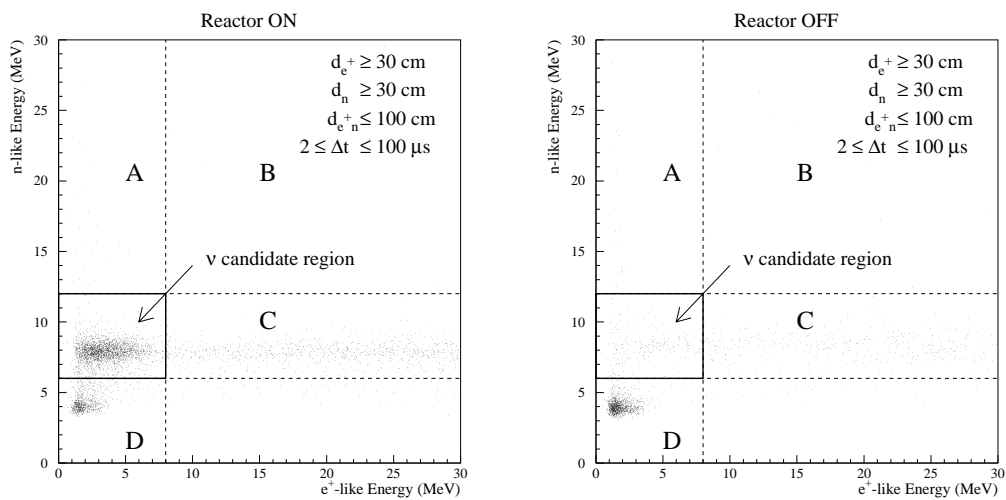 Reactor ON
n-like Energy (MeV)
30
25
20
15
10
5
0
d_e+ ≥ 30 cm
d_n ≥ 30 cm
d_e+n ≤ 100 cm
2 ≤ Δt ≤ 100 μs
A
B
ν candidate region
C
D
0 5 10 15 20 25 30
e+-like Energy (MeV)
Reactor OFF
n-like Energy (MeV)
30
25
20
15
10
5
0
d_e+ ≥ 30 cm
d_n ≥ 30 cm
d_e+n ≤ 100 cm
2 ≤ Δt ≤ 100 μs
A
B
ν candidate region
C
D
0 5 10 15 20 25 30
e+-like Energy (MeV)